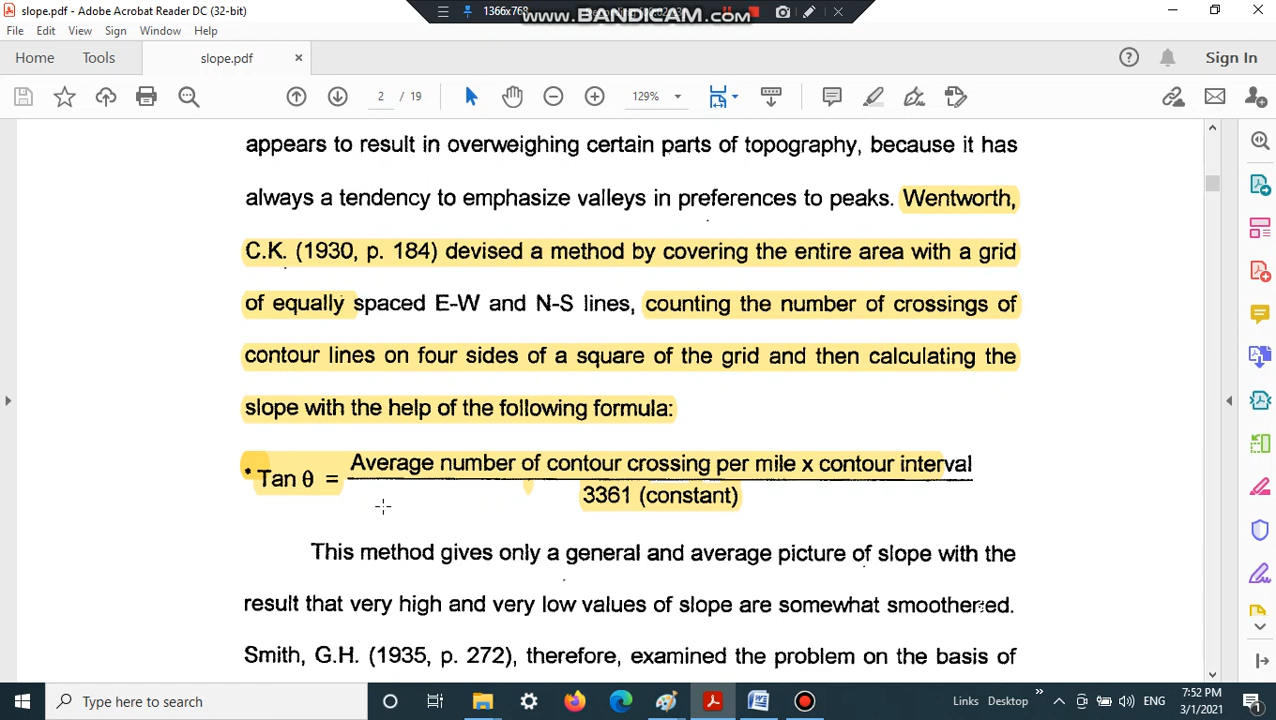 slope.pdf - Adobe Acrobat Reader DC (32-bit)
1366x768
www.BANDICAM.com
File Edit View Sign Window Help
Home Tools slope.pdf × Sign In
2 / 19 129%
appears to result in overweighing certain parts of topography, because it has
always a tendency to emphasize valleys in preferences to peaks. Wentworth,
C.K. (1930, p. 184) devised a method by covering the entire area with a grid
of equally spaced E-W and N-S lines, counting the number of crossings of
contour lines on four sides of a square of the grid and then calculating the
slope with the help of the following formula:
Average number of contour crossing per mile x contour interval
Tan θ =
3361 (constant)
This method gives only a general and average picture of slope with the
result that very high and very low values of slope are somewhat smoothered.
Smith, G.H. (1935, p. 272), therefore, examined the problem on the basis of
Type here to search
Links Desktop » ENG
7:52 PM
3/1/2021